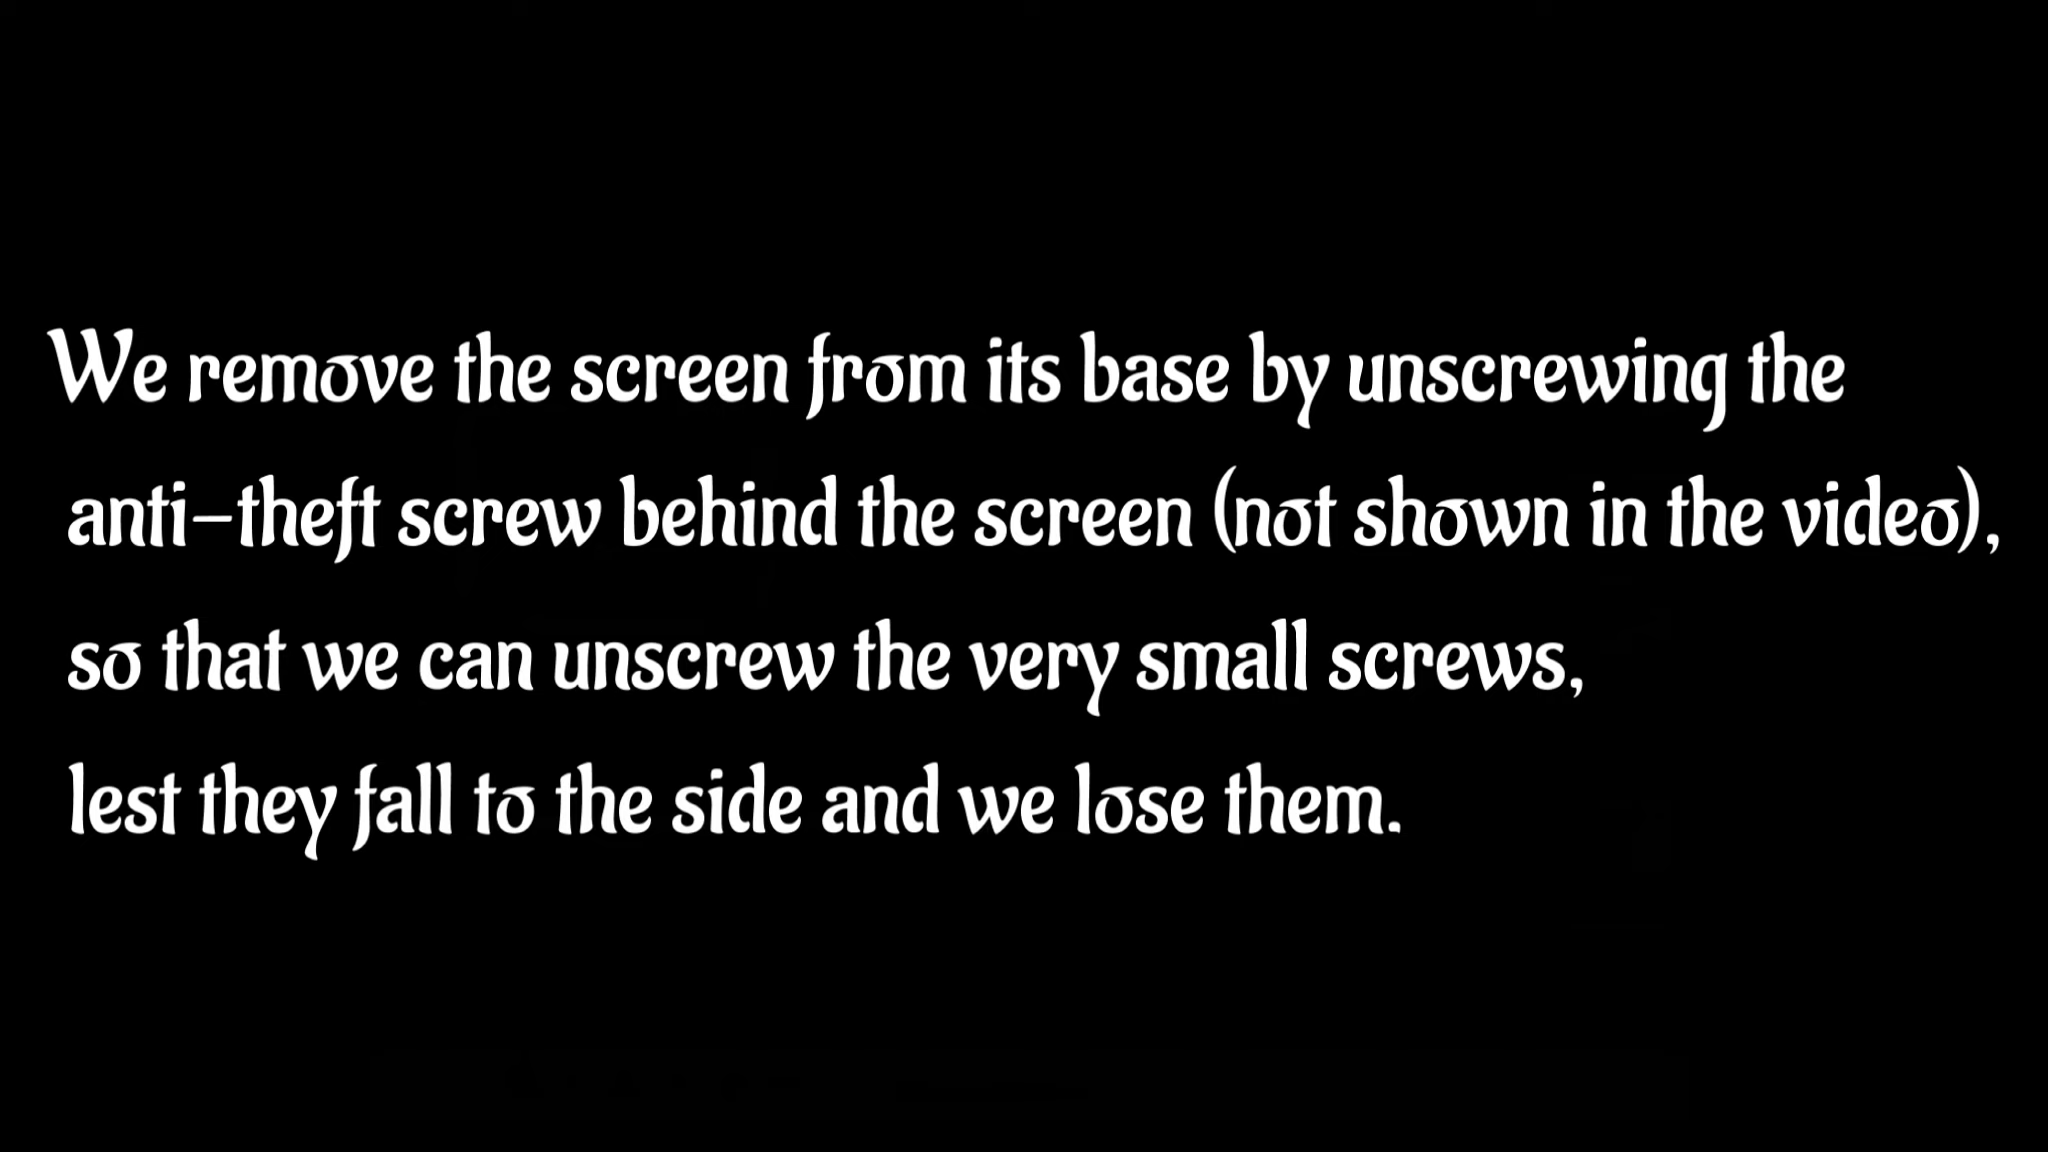 We remove the screen from its base by unscrewing the
anti-theft screw behind the screen (not shown in the video),
so that we can unscrew the very small screws,
lest they fall to the side and we lose them.